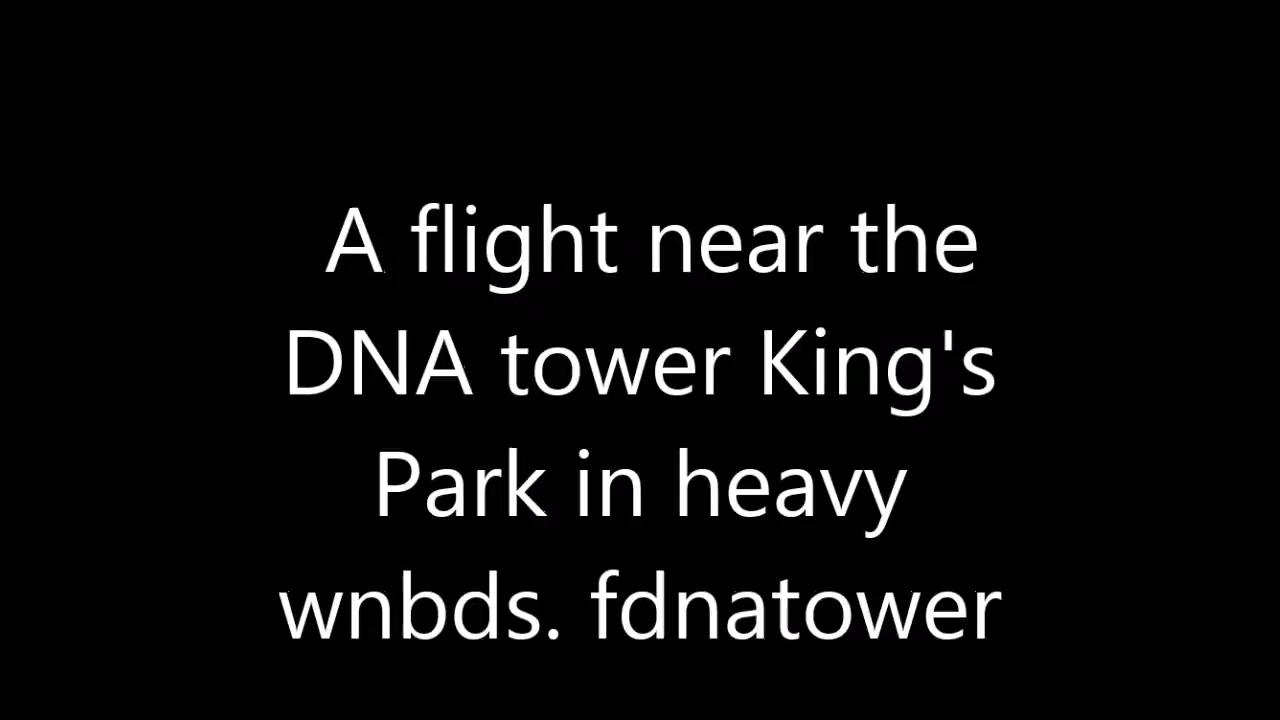 A flight near the
DNA tower King's
Park in heavy
wnbds. fdnatower